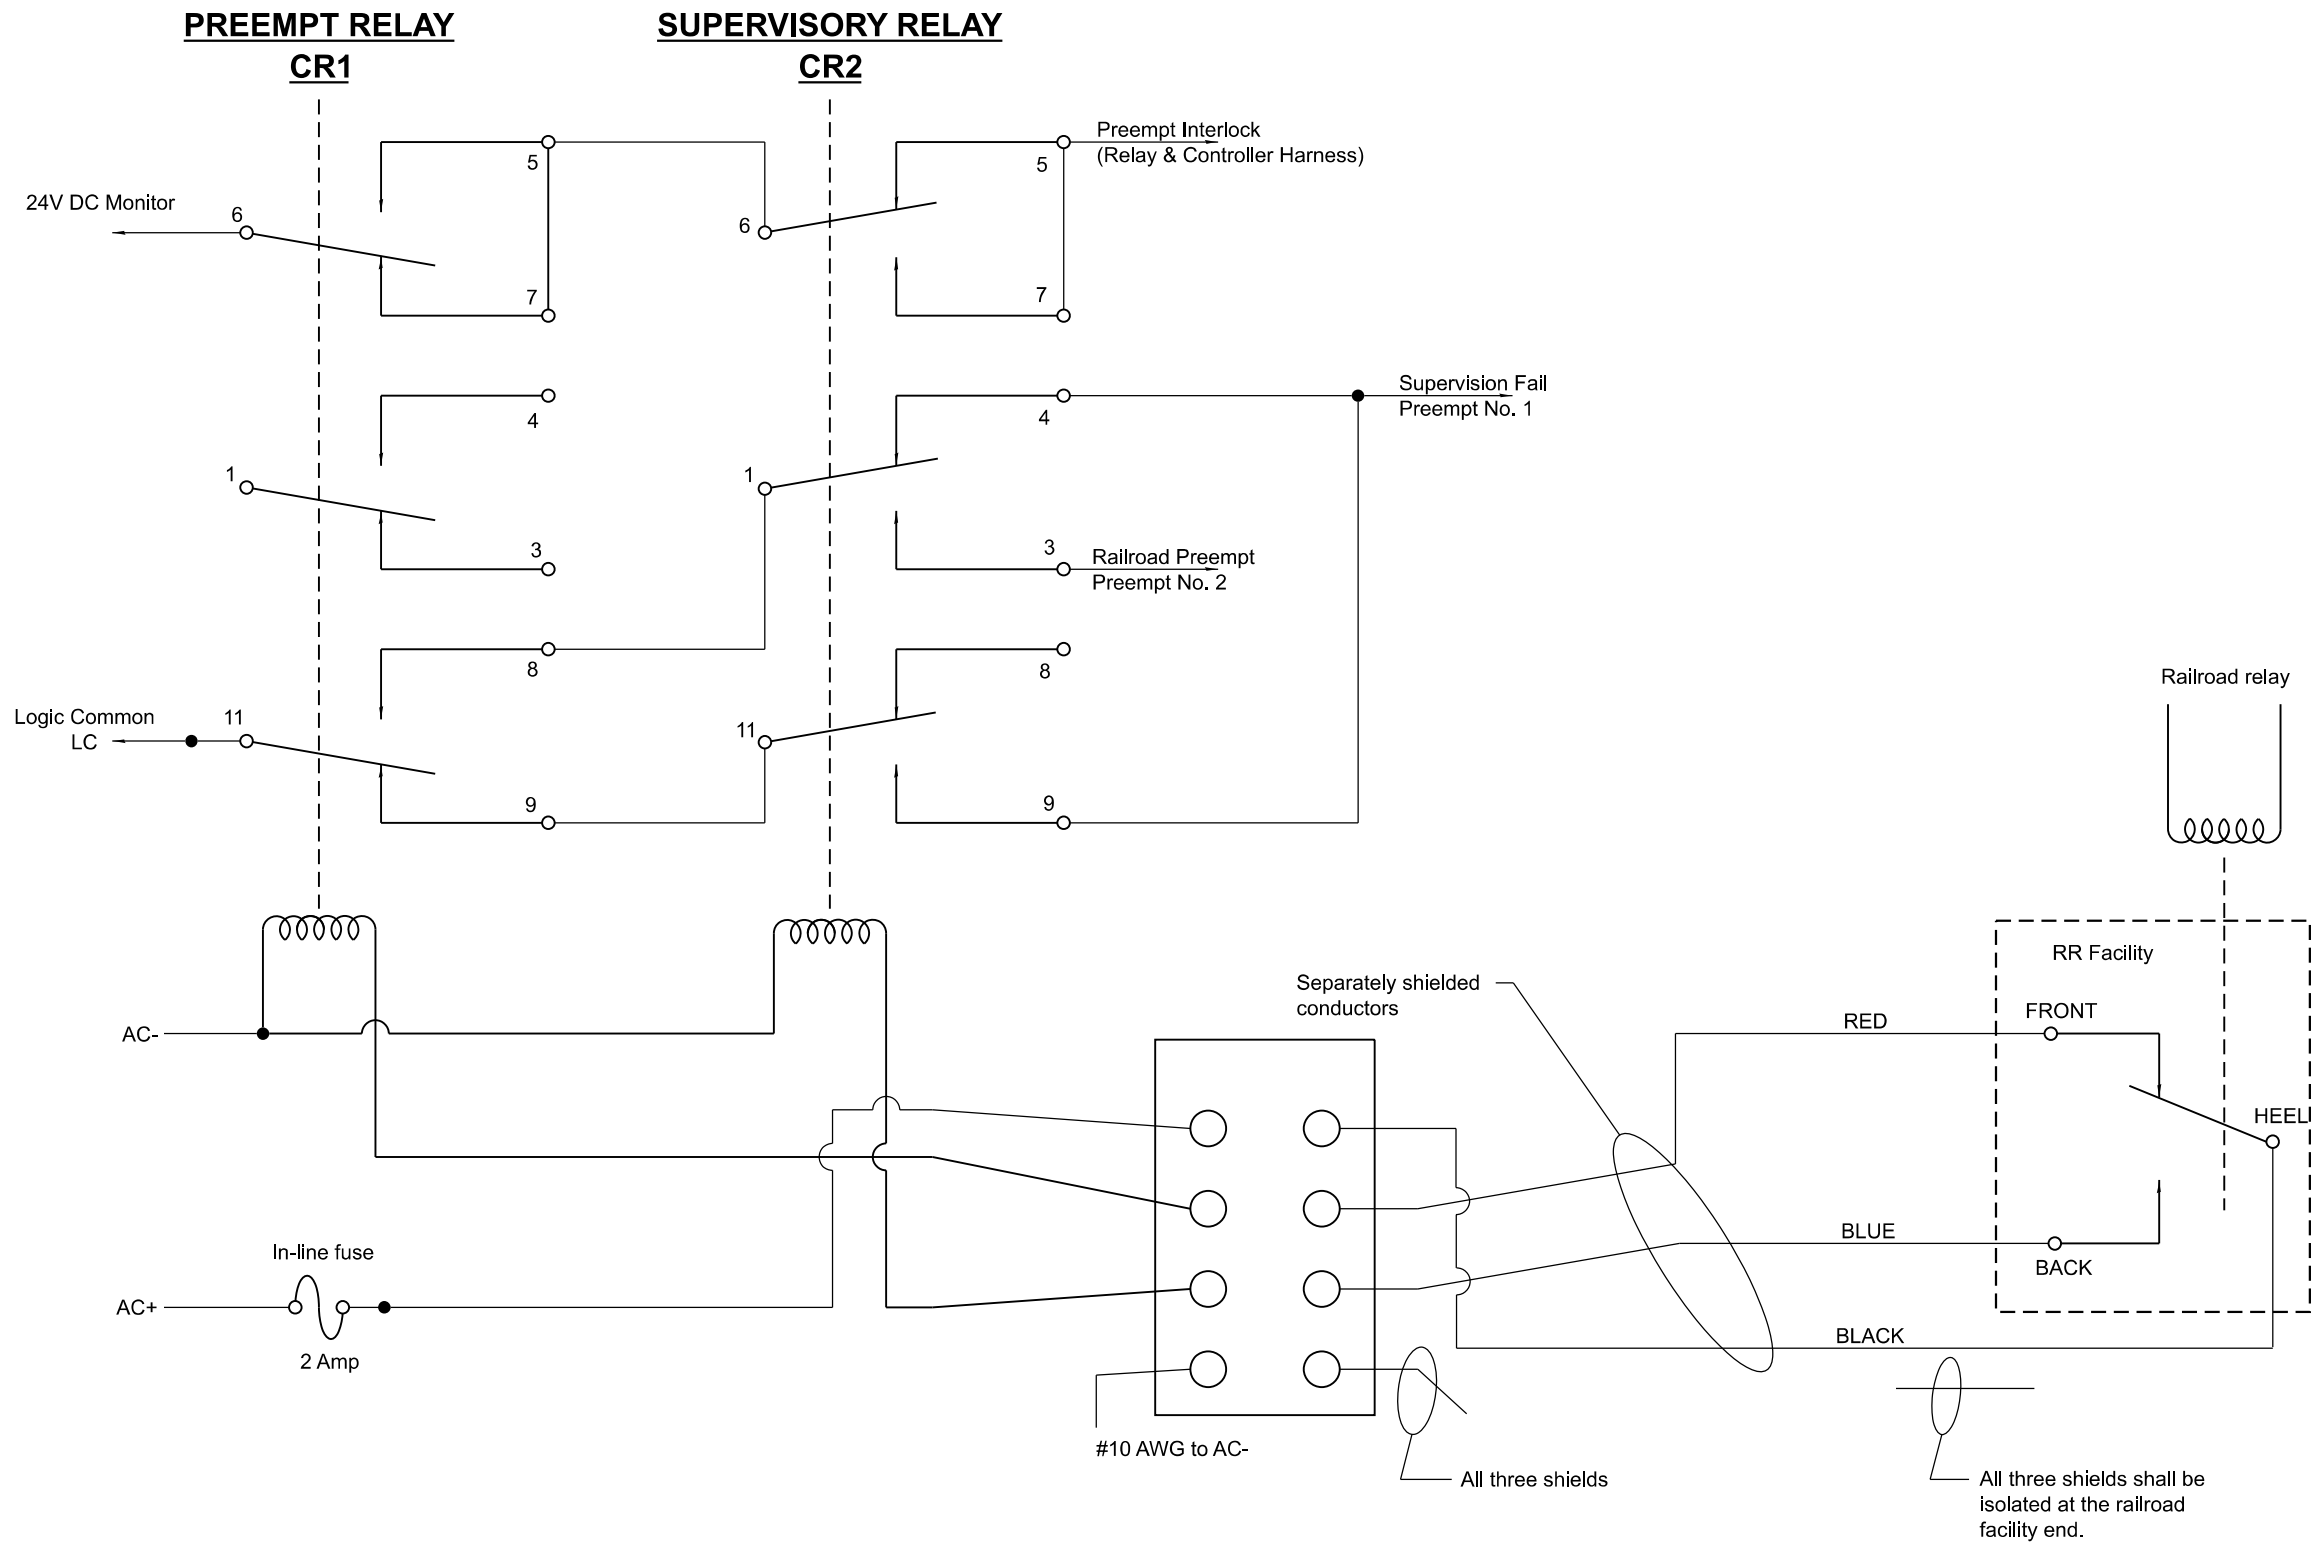 PREEMPT RELAY
CR1
SUPERVISORY RELAY
CR2
5
Preempt Interlock
(Relay & Controller Harness)
5
24V DC Monitor
6
6
7
7
4
4
Supervision Fail
Preempt No. 1
1
1
3
3
Railroad Preempt
Preempt No. 2
8
8
Railroad relay
Logic Common
LC
11
11
9
9
RR Facility
Separately shielded
conductors
FRONT
RED
AC-
HEEL
BLUE
BACK
In-line fuse
AC+
2 Amp
BLACK
#10 AWG to AC-
All three shields
All three shields shall be
isolated at the railroad
facility end.